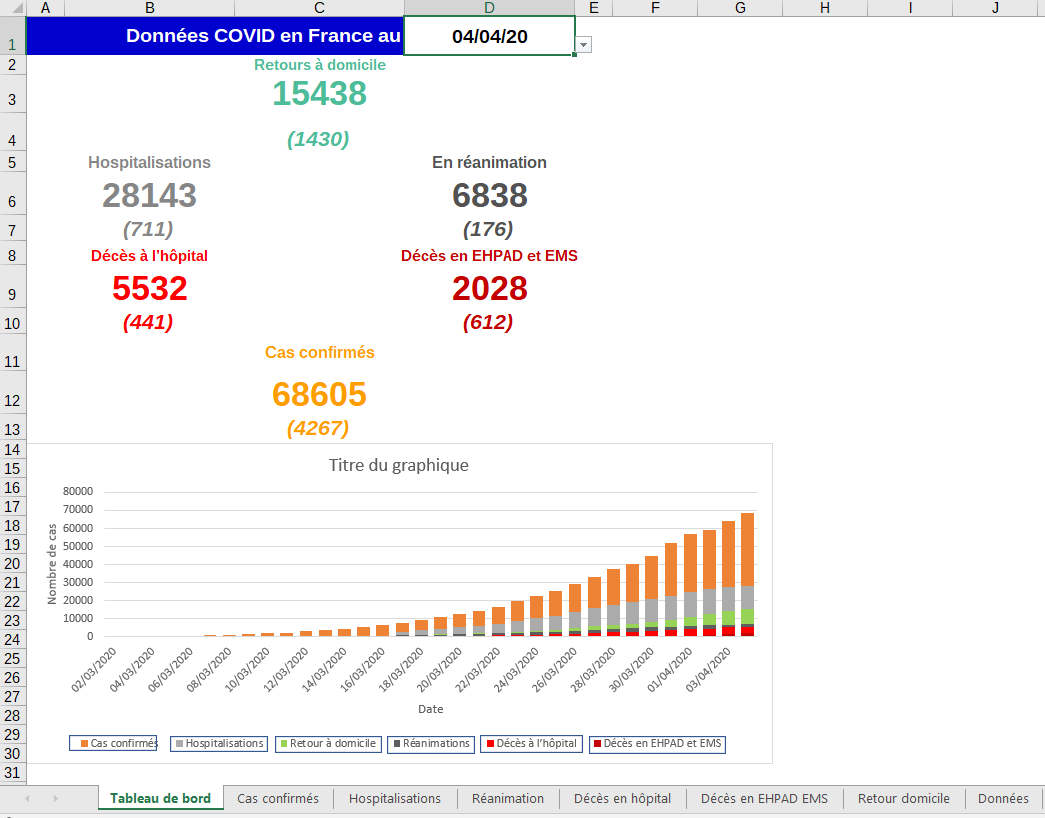 A B C D E F G H I J
1 Données COVID en France au 04/04/20
2 Retours à domicile
3 15438
4 (1430)
5 Hospitalisations En réanimation
6 28143 6838
7 (711) (176)
8 Décès à l'hôpital Décès en EHPAD et EMS
9 5532 2028
10 (441) (612)
11 Cas confirmés
12 68605
13 (4267)
14
15 Titre du graphique
16
17
18
19
20
21
22
23
24
25
26
27
28
29
30
31
80000
70000
60000
50000
40000
30000
20000
10000
0
Nombre de cas
02/03/2020 04/03/2020 06/03/2020 08/03/2020 10/03/2020 12/03/2020 14/03/2020 16/03/2020 18/03/2020 20/03/2020 22/03/2020 24/03/2020 26/03/2020 28/03/2020 30/03/2020 01/04/2020 03/04/2020
Date
Cas confirmés Hospitalisations Retour à domicile Réanimations Décès à l'hôpital Décès en EHPAD et EMS
Tableau de bord Cas confirmés Hospitalisations Réanimation Décès en hôpital Décès en EHPAD EMS Retour domicile Données